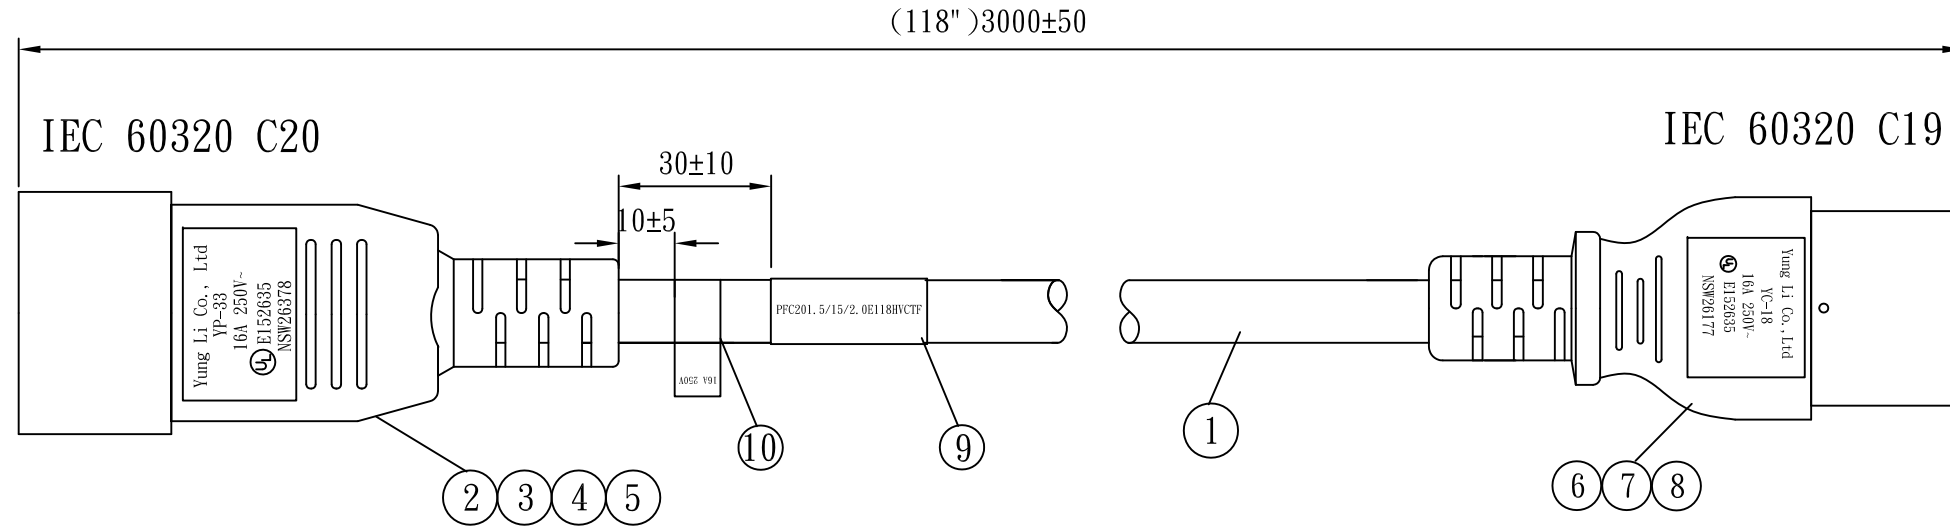 (118")3000±50
IEC 60320 C20
IEC 60320 C19
30±10
10±5
Yung Li Co., Ltd
YP-33
16A 250V~
UL E152635
NSW26378
16A 250V
PFC201.5/15/2.0E118HVCTF
Yung Li Co.,Ltd
YC-18
16A 250V~
UL E152635
NSW26177
10
9
1
2 3 4 5
6 7 8